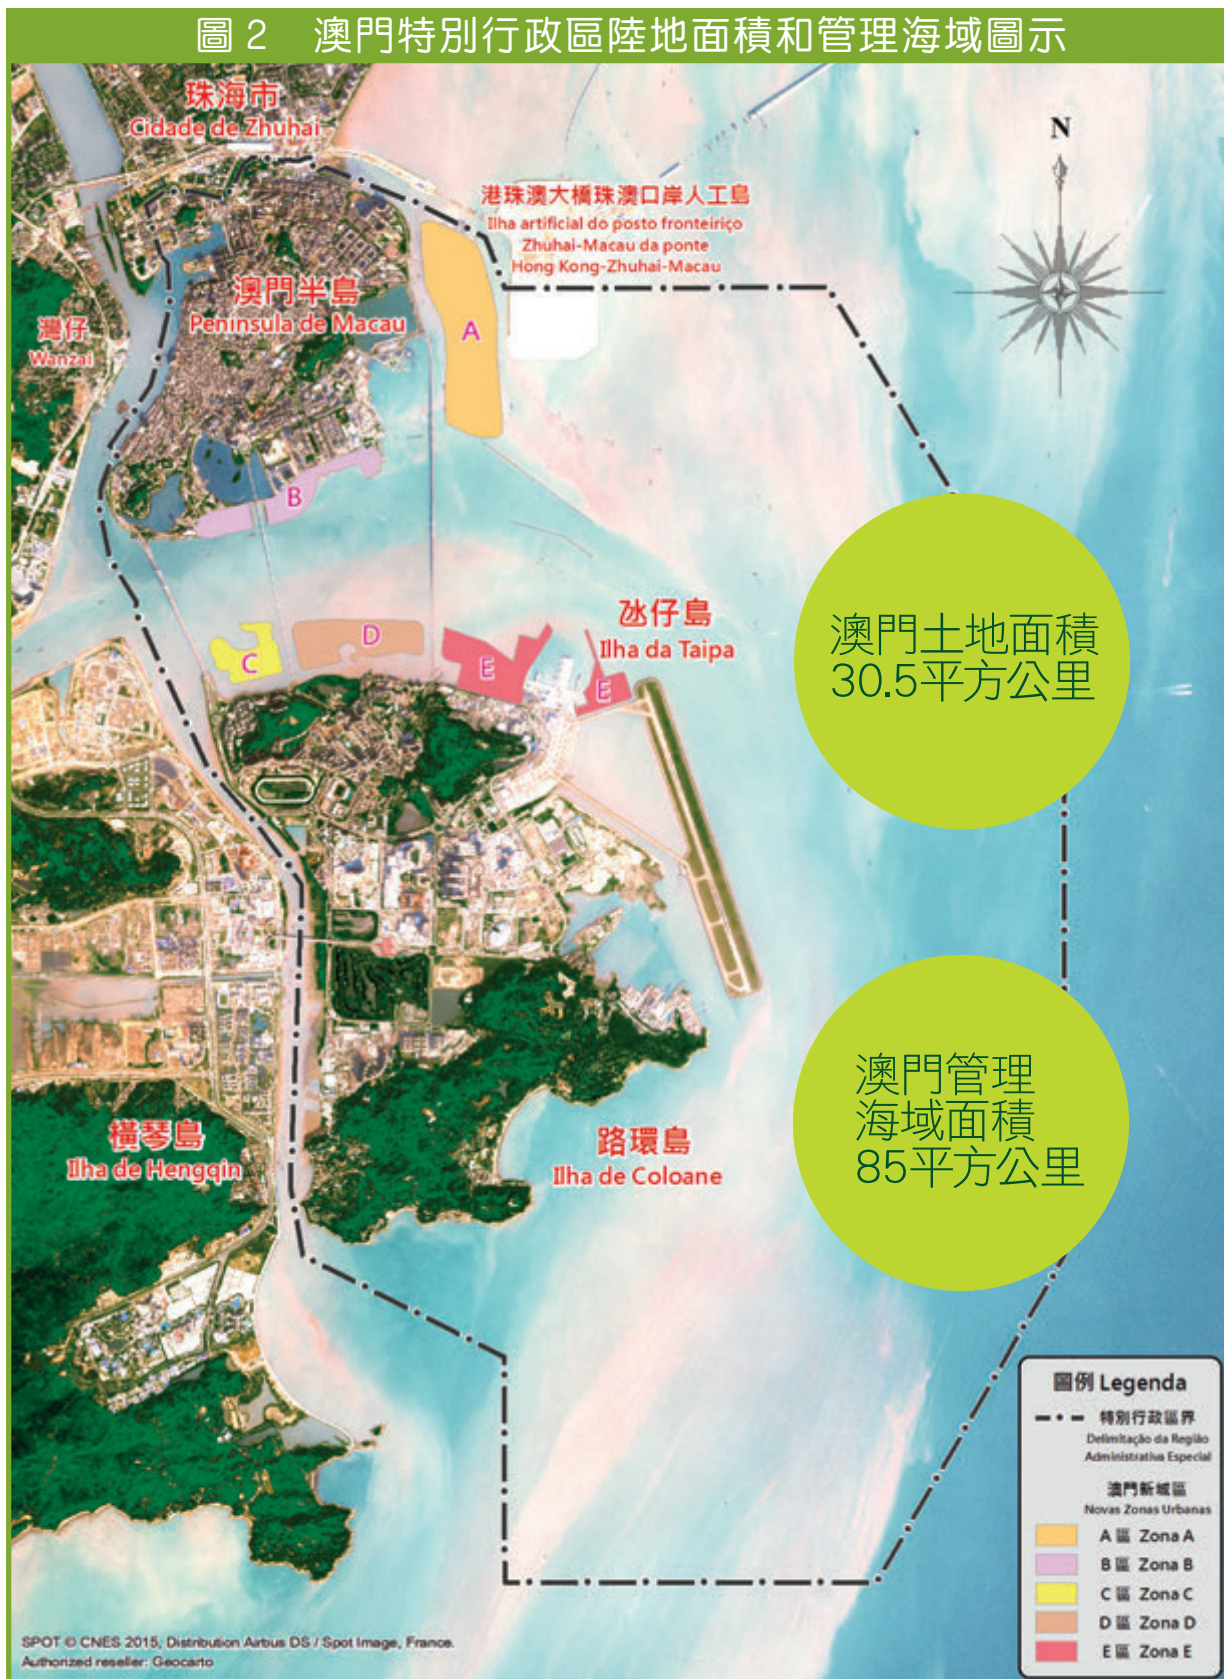 圖 2 澳門特別行政區陸地面積和管理海域圖示
珠海市
Cidade de Zhuhai
N
港珠澳大橋珠澳口岸人工島
Ilha artificial do posto fronteiriço
Zhuhai-Macau da ponte
Hong Kong-Zhuhai-Macau
澳門半島
Península de Macau
灣仔
Wanzai
A
B
氹仔島
Ilha da Taipa
C
D
E
E
澳門土地面積
30.5平方公里
澳門管理
海域面積
85平方公里
橫琴島
Ilha de Hengqin
路環島
Ilha de Coloane
圖例 Legenda
特別行政區界
Delimitação da Região
Administrativa Especial
澳門新城區
Novas Zonas Urbanas
A 區 Zona A
B 區 Zona B
C 區 Zona C
D 區 Zona D
E 區 Zona E
SPOT © CNES 2015, Distribution Airbus DS / Spot Image, France.
Authorized reseller: Geocarto